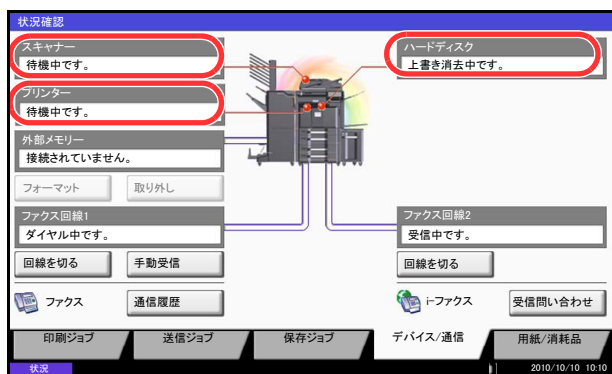 状況確認
スキャナー
待機中です。
ハードディスク
上書き消去中です。
プリンター
待機中です。
外部メモリー
接続されていません。
フォーマット
取り外し
ファクス回線1
ダイヤル中です。
ファクス回線2
受信中です。
回線を切る
手動受信
回線を切る
ファクス
通信履歴
i-ファクス
受信問い合わせ
印刷ジョブ
送信ジョブ
保存ジョブ
デバイス/通信
用紙/消耗品
状況
2010/10/10 10:10